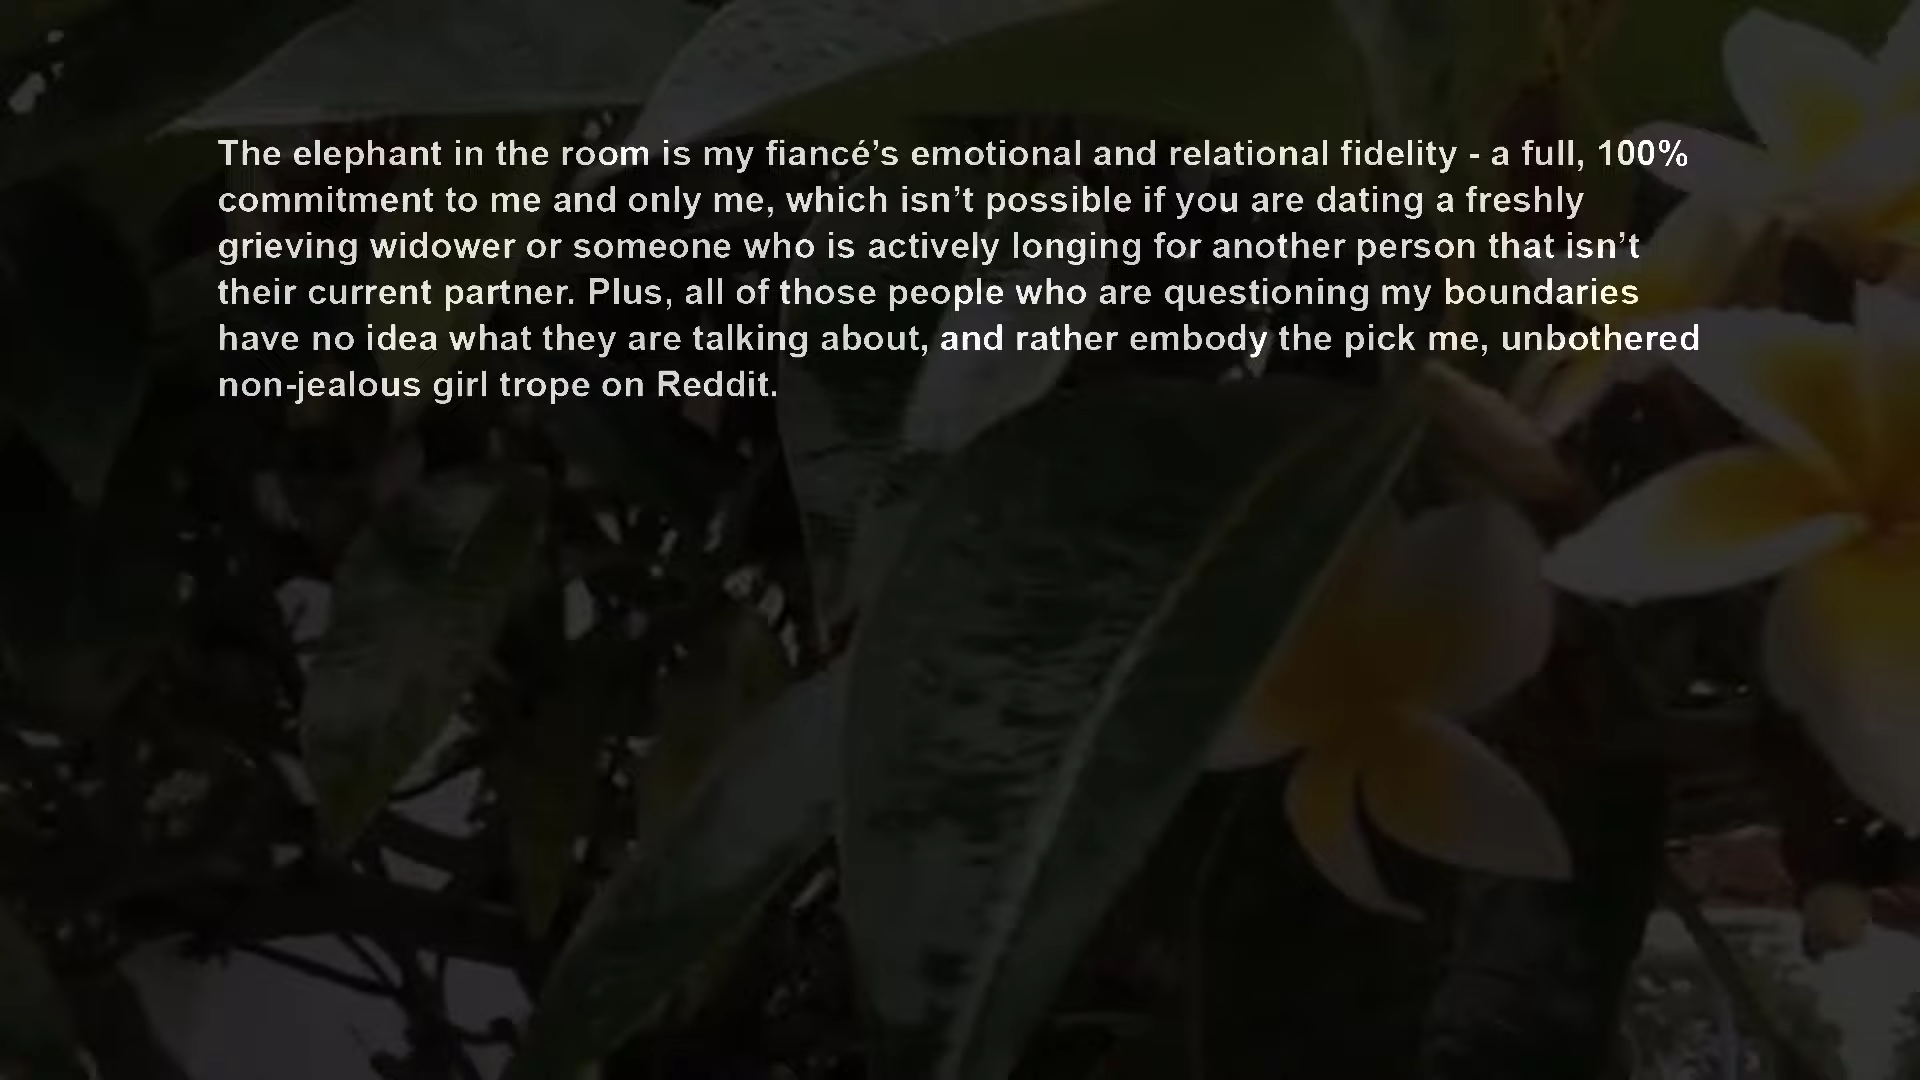 The elephant in the room is my fiancé’s emotional and relational fidelity - a full, 100%
commitment to me and only me, which isn’t possible if you are dating a freshly
grieving widower or someone who is actively longing for another person that isn’t
their current partner. Plus, all of those people who are questioning my boundaries
have no idea what they are talking about, and rather embody the pick me, unbothered
non-jealous girl trope on Reddit.